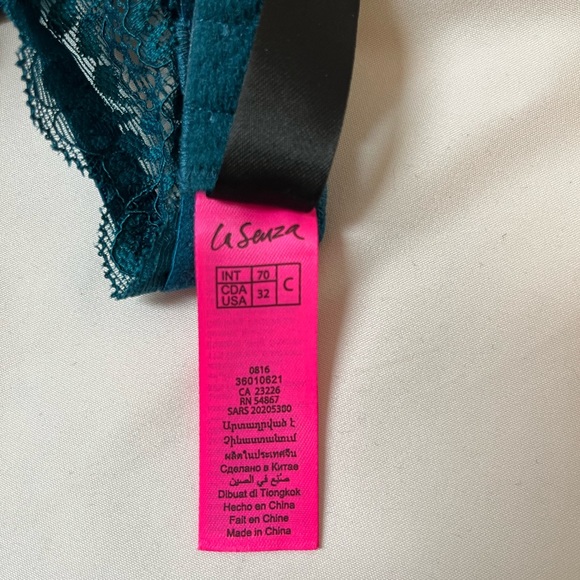 La Senza
INT 70 C
CDA USA 32
0816
36010621
CA 23226
RN 54867
SARS 20205300
Արտադրված է
Չինաստանում
ผลิตในประเทศจีน
Сделано в Китае
صُنِع في الصين
Dibuat di Tiongkok
Hecho en China
Fait en Chine
Made in China